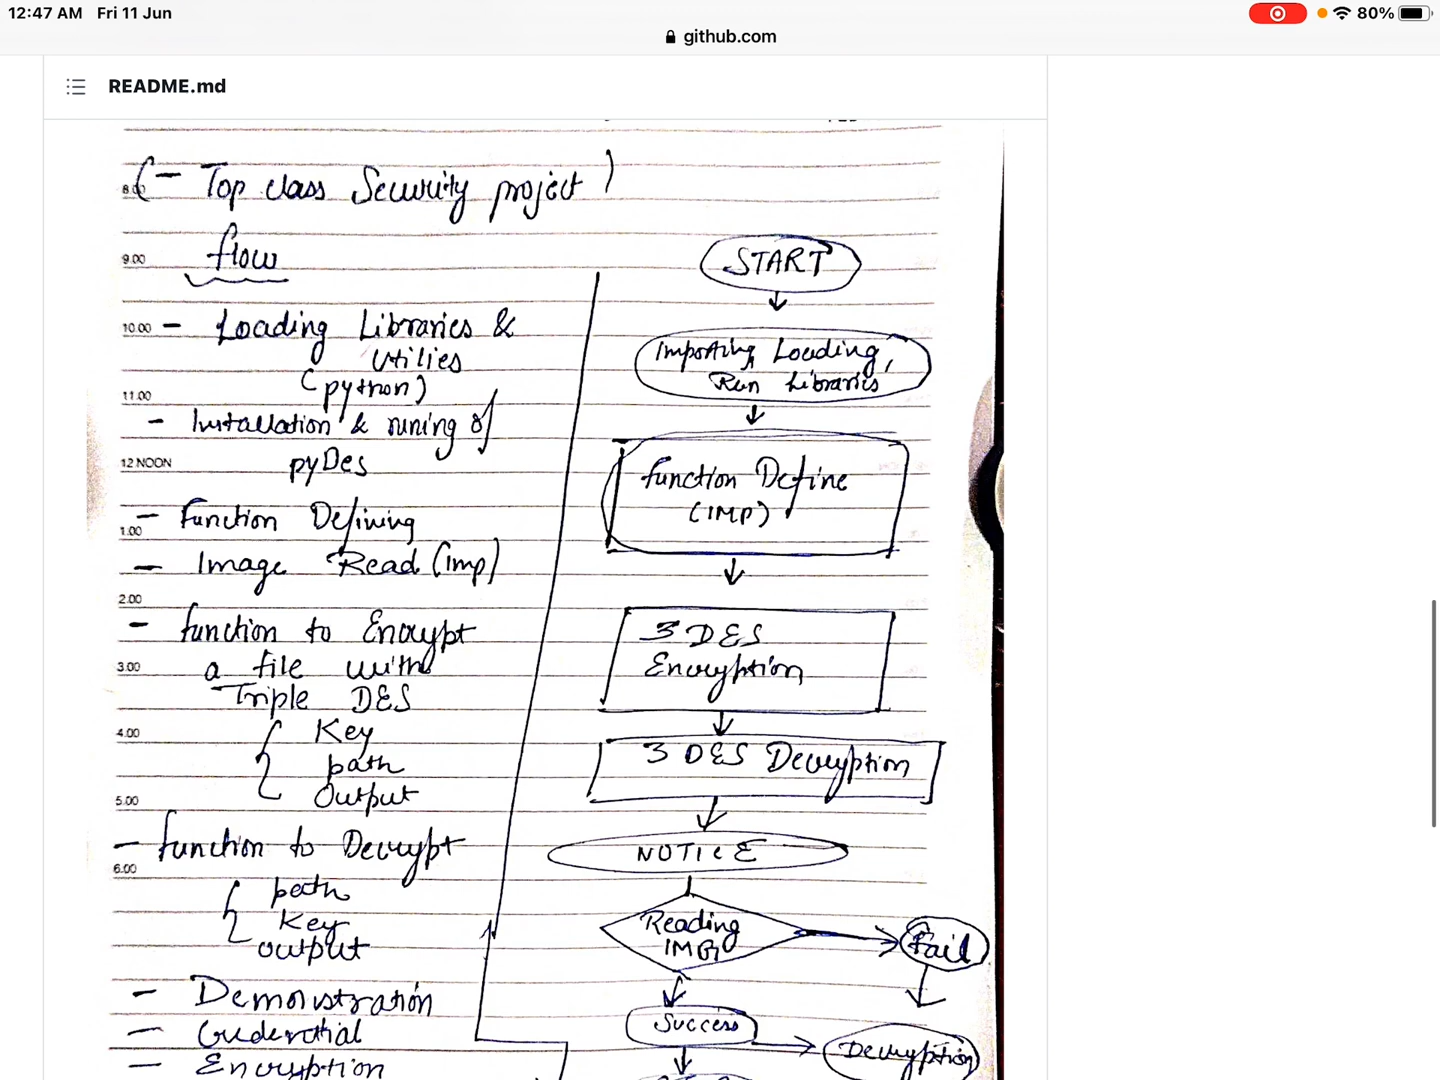 12:47 AM Fri 11 Jun
80%
github.com
README.md
(- Top class Security project)
8.00
flow
9.00
10.00
- Loading Libraries &
Utilies
(python)
11.00
- Installation & runing of
pyDes
12 NOON
- Function Defining
1.00
- Image Read (imp)
2.00
- function to Encrypt
a file with
3.00
Triple DES
4.00
Key
path
output
5.00
- function to Decrypt
6.00
path
Key
output
- Demonstration
- Credential
- Encryption
START
Importing, Loading,
Run Libraries
function Define
(IMP)
3 DES
Encryption
3 DES Decryption
NOTICE
Reading
IMG
Fail
Success
Decryption